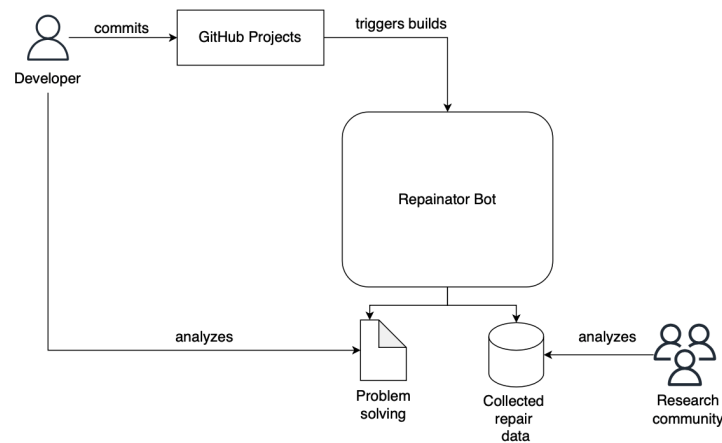 commits
triggers builds
GitHub Projects
Developer
Repainator Bot
analyzes
analyzes
Problem
solving
Collected
repair
data
Research
community